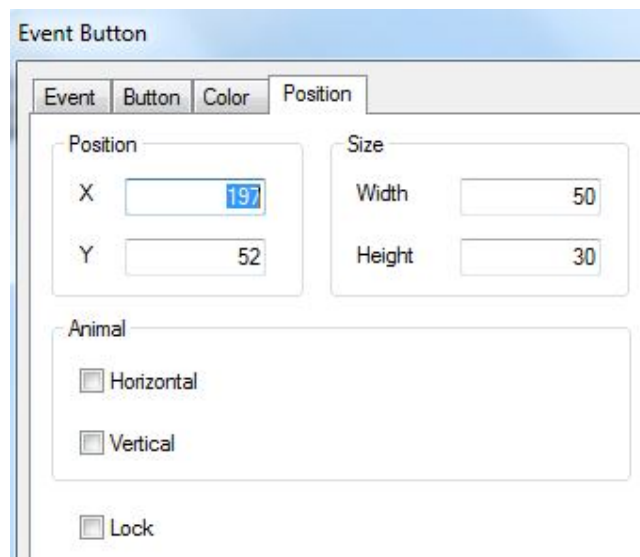 Event Button
Event Button Color Position
Position
X 197
Y 52
Size
Width 50
Height 30
Animal
Horizontal
Vertical
Lock